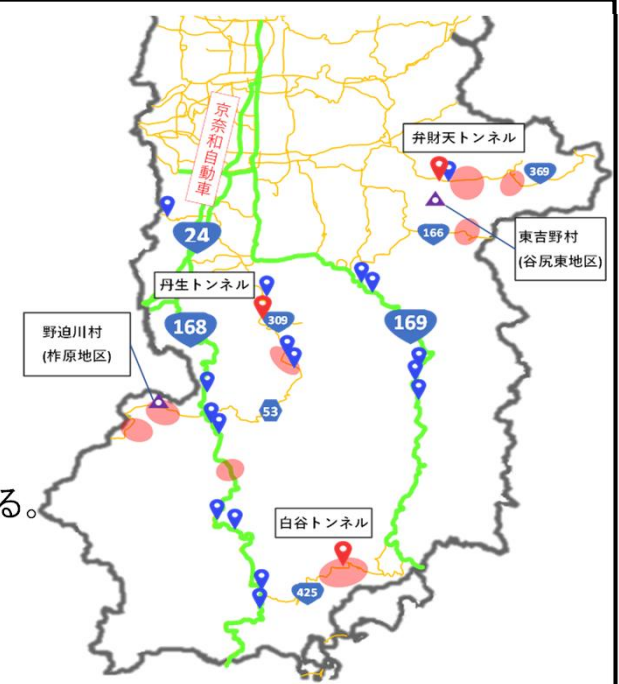 京奈和自動車
弁財天トンネル
369
166
東吉野村
(谷尻東地区)
24
丹生トンネル
309
168
169
野迫川村
(柞原地区)
53
る。
白谷トンネル
425